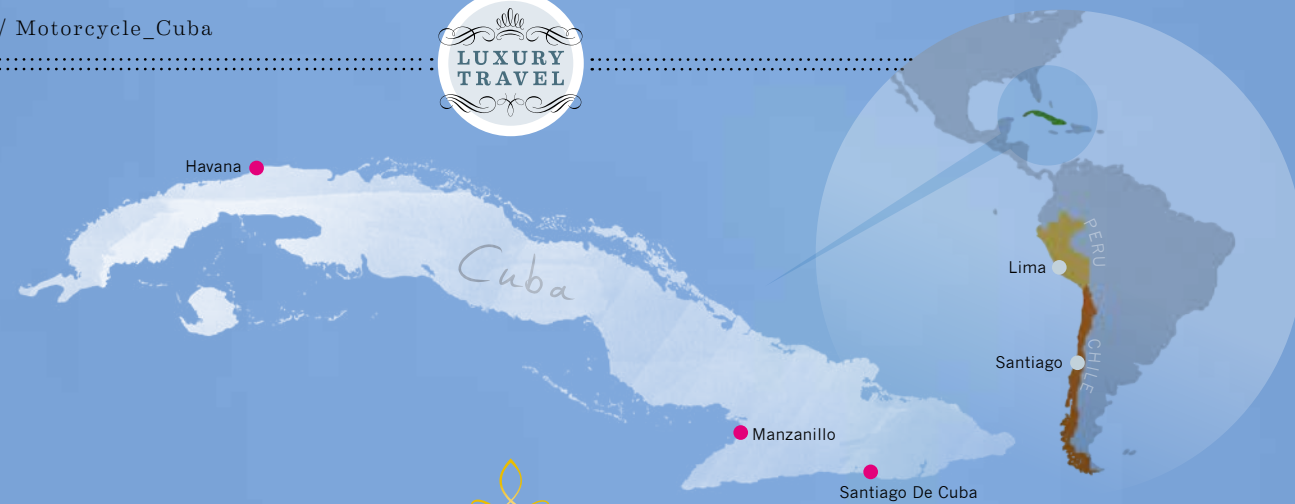 / Motorcycle_Cuba
LUXURY
TRAVEL
Havana
Cuba
PERU
Lima
Santiago
CHILE
Manzanillo
Santiago De Cuba